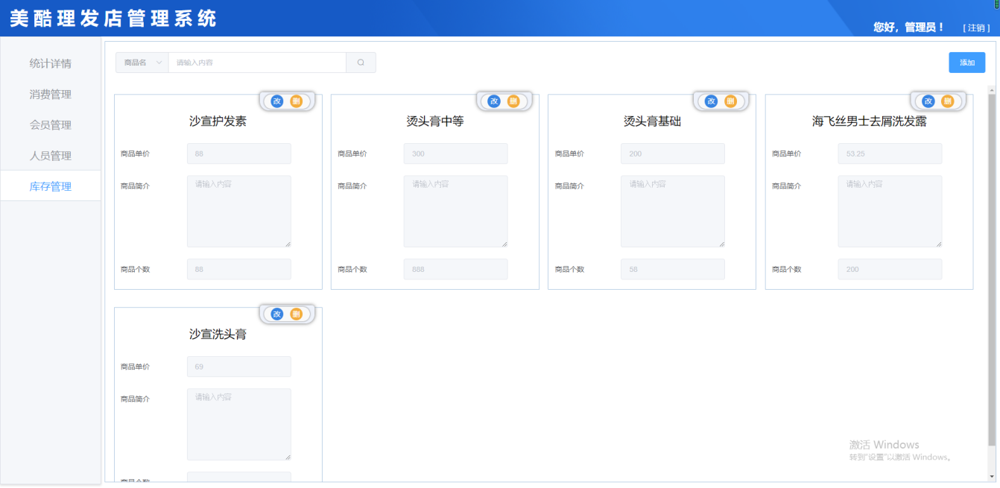 美酷理发店管理系统
您好，管理员！ [注销]
统计详情
消费管理
会员管理
人员管理
库存管理
商品名 请输入内容
添加
改 删
沙宣护发素
商品单价 88
商品简介 请输入内容
商品个数 88
改 删
烫头膏中等
商品单价 300
商品简介 请输入内容
商品个数 888
改 删
烫头膏基础
商品单价 200
商品简介 请输入内容
商品个数 58
改 删
海飞丝男士去屑洗发露
商品单价 53.25
商品简介 请输入内容
商品个数 200
改 删
沙宣洗头膏
商品单价 69
商品简介 请输入内容
商品个数
激活 Windows
转到"设置"以激活 Windows。